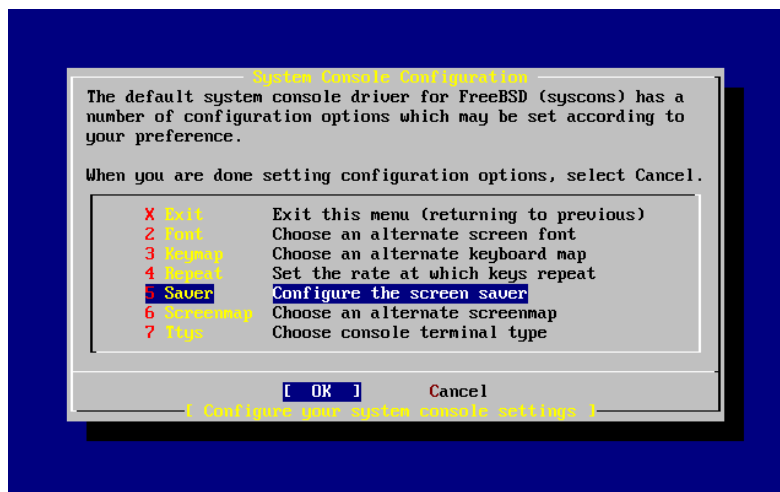 System Console Configuration
The default system console driver for FreeBSD (syscons) has a
number of configuration options which may be set according to
your preference.
When you are done setting configuration options, select Cancel.
X Exit Exit this menu (returning to previous)
2 Font Choose an alternate screen font
3 Keymap Choose an alternate keyboard map
4 Repeat Set the rate at which keys repeat
5 Saver Configure the screen saver
6 Screenmap Choose an alternate screenmap
7 Ttys Choose console terminal type
[ OK ] Cancel
[ Configure your system console settings ]